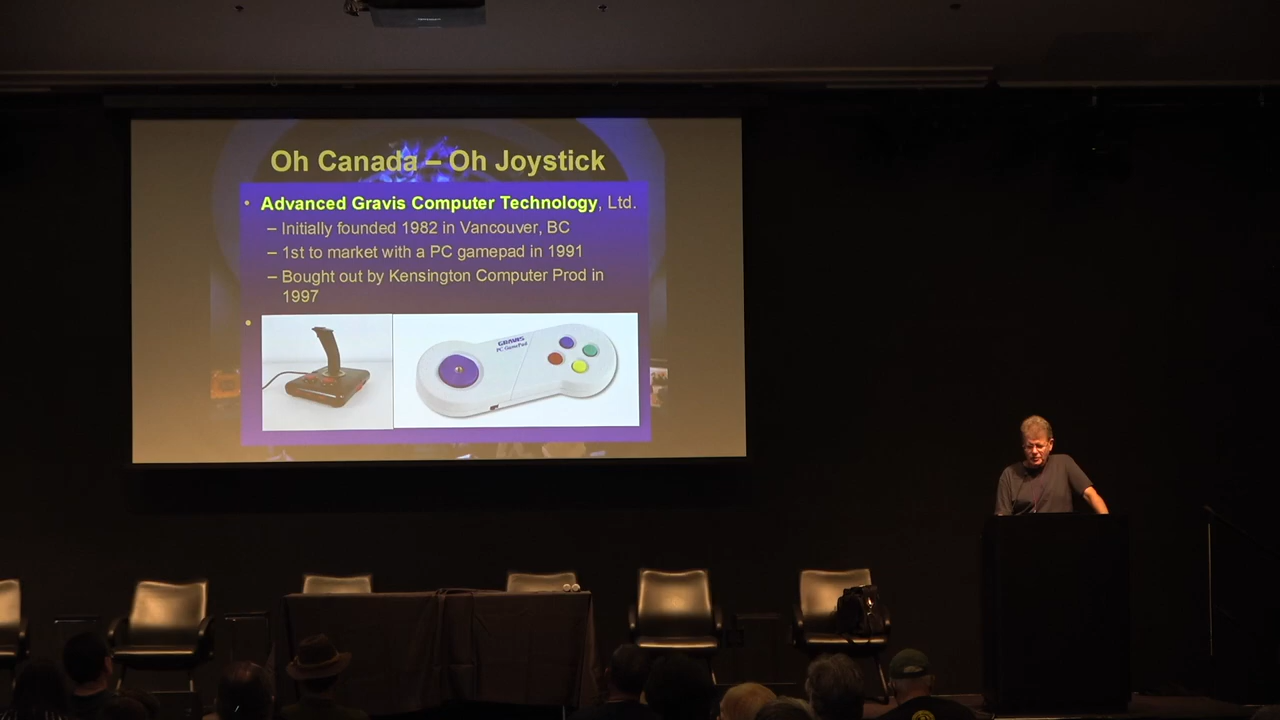 Oh Canada – Oh Joystick
• Advanced Gravis Computer Technology, Ltd.
– Initially founded 1982 in Vancouver, BC
– 1st to market with a PC gamepad in 1991
– Bought out by Kensington Computer Prod in
1997
•
GRAVIS
PC GamePad